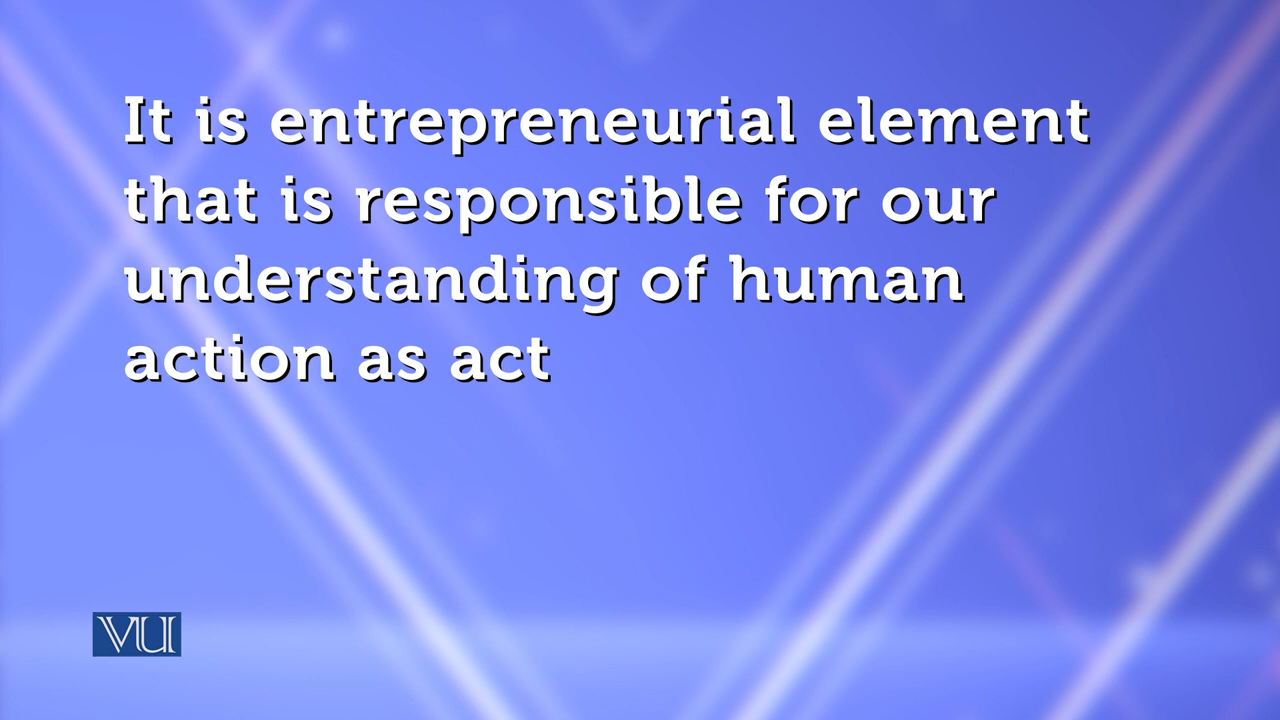 It is entrepreneurial element
that is responsible for our
understanding of human
action as act
VU